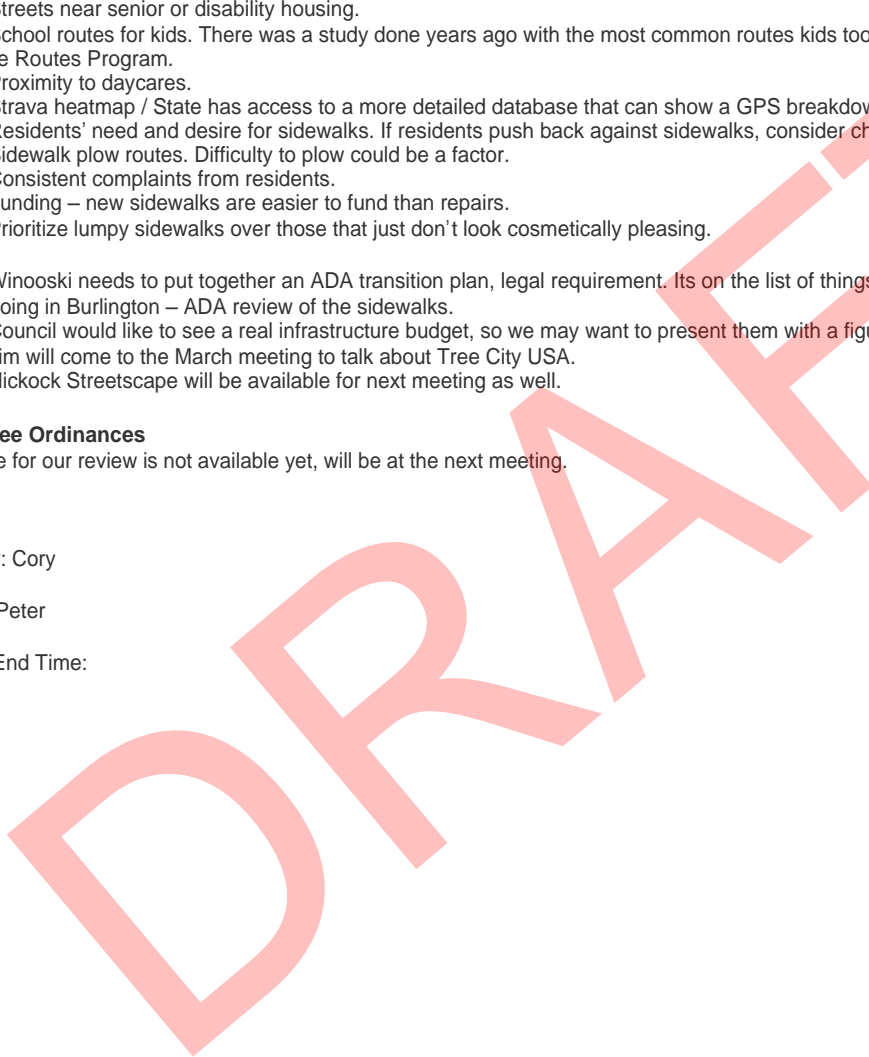 treets near senior or disability housing.
chool routes for kids. There was a study done years ago with the most common routes kids too
e Routes Program.
roximity to daycares.
trava heatmap / State has access to a more detailed database that can show a GPS breakdow
esidents' need and desire for sidewalks. If residents push back against sidewalks, consider ch
idewalk plow routes. Difficulty to plow could be a factor.
onsistent complaints from residents.
unding – new sidewalks are easier to fund than repairs.
rioritize lumpy sidewalks over those that just don't look cosmetically pleasing.
Winooski needs to put together an ADA transition plan, legal requirement. Its on the list of things
oing in Burlington – ADA review of the sidewalks.
ouncil would like to see a real infrastructure budget, so we may want to present them with a figu
im will come to the March meeting to talk about Tree City USA.
ickock Streetscape will be available for next meeting as well.
ee Ordinances
e for our review is not available yet, will be at the next meeting.
: Cory
Peter
End Time:
DRAFT